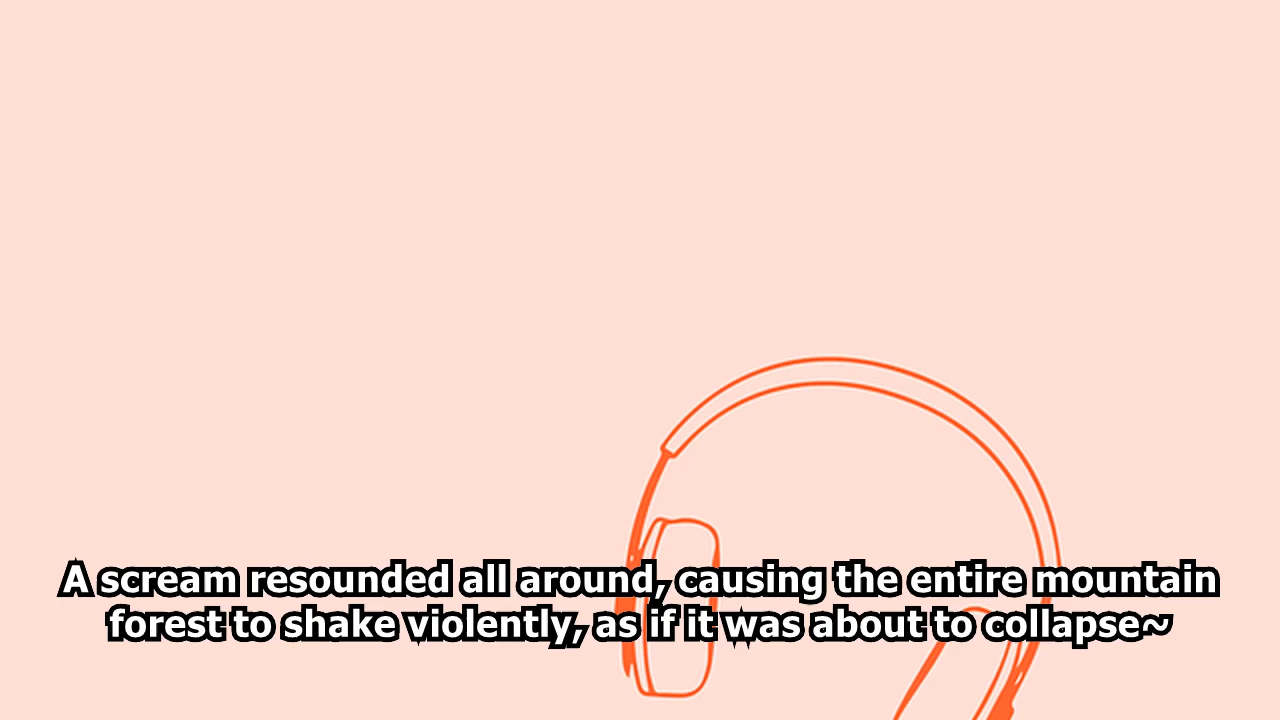 A scream resounded all around, causing the entire mountain
forest to shake violently, as if it was about to collapse~